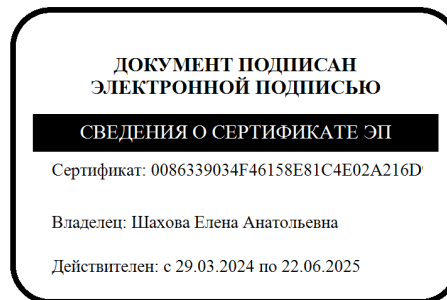 ДОКУМЕНТ ПОДПИСАН
ЭЛЕКТРОННОЙ ПОДПИСЬЮ
СВЕДЕНИЯ О СЕРТИФИКАТЕ ЭП
Сертификат: 0086339034F46158E81C4E02A216D
Владелец: Шахова Елена Анатольевна
Действителен: с 29.03.2024 по 22.06.2025